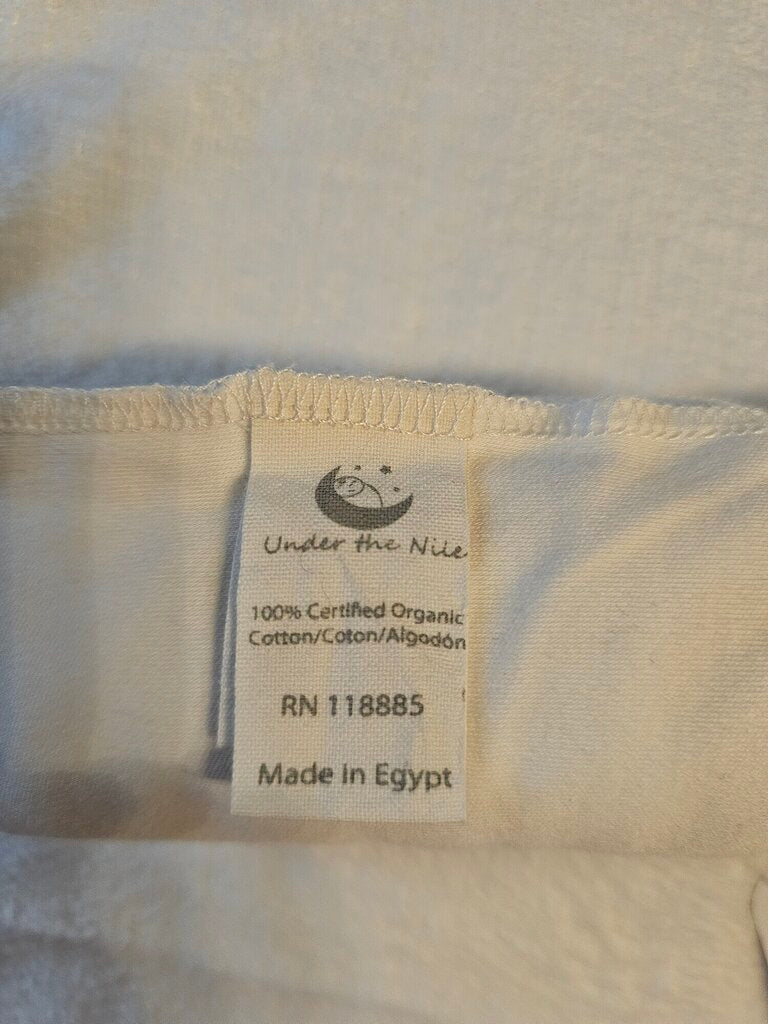 Under the Nile
100% Certified Organic
Cotton/Coton/Algodón
RN 118885
Made in Egypt